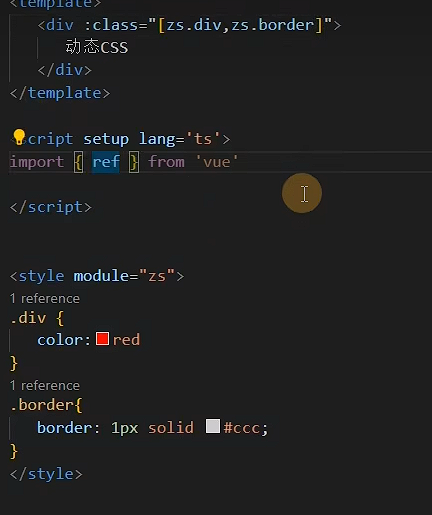 <template>
<div :class="[zs.div,zs.border]">
动态CSS
</div>
</template>
cript setup lang='ts'>
import { ref } from 'vue'
</script>
<style module="zs">
1 reference
.div {
color: red
}
1 reference
.border{
border: 1px solid #ccc;
}
</style>